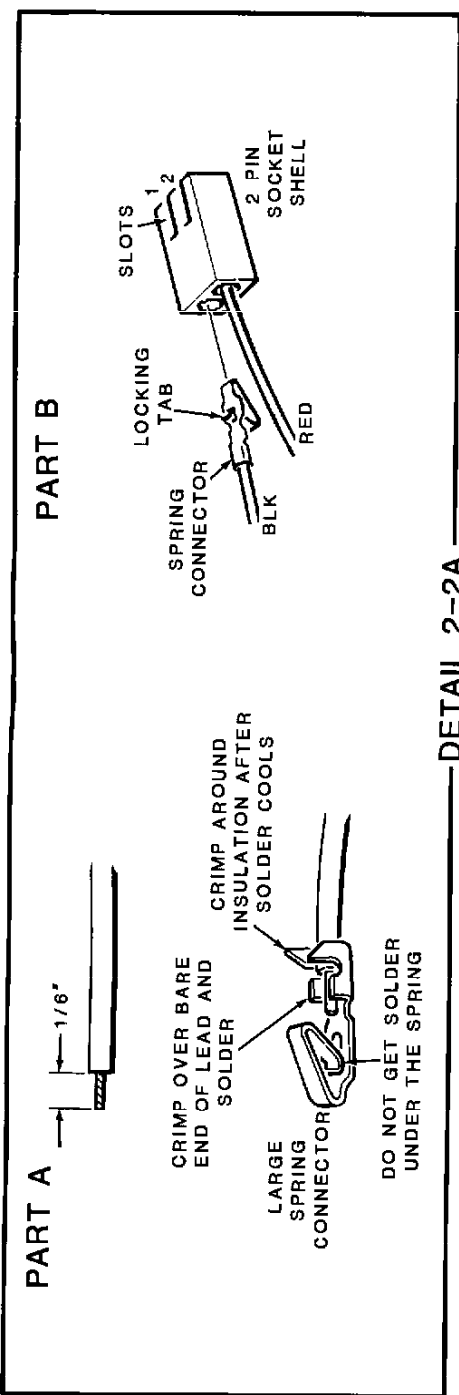 PART A
1/6"
CRIMP OVER BARE
END OF LEAD AND
SOLDER
CRIMP AROUND
INSULATION AFTER
SOLDER COOLS
LARGE
SPRING
CONNECTOR
DO NOT GET SOLDER
UNDER THE SPRING
PART B
SPRING
CONNECTOR
LOCKING
TAB
SLOTS
1
2
BLK
RED
2 PIN
SOCKET
SHELL
DETAIL 2-2A